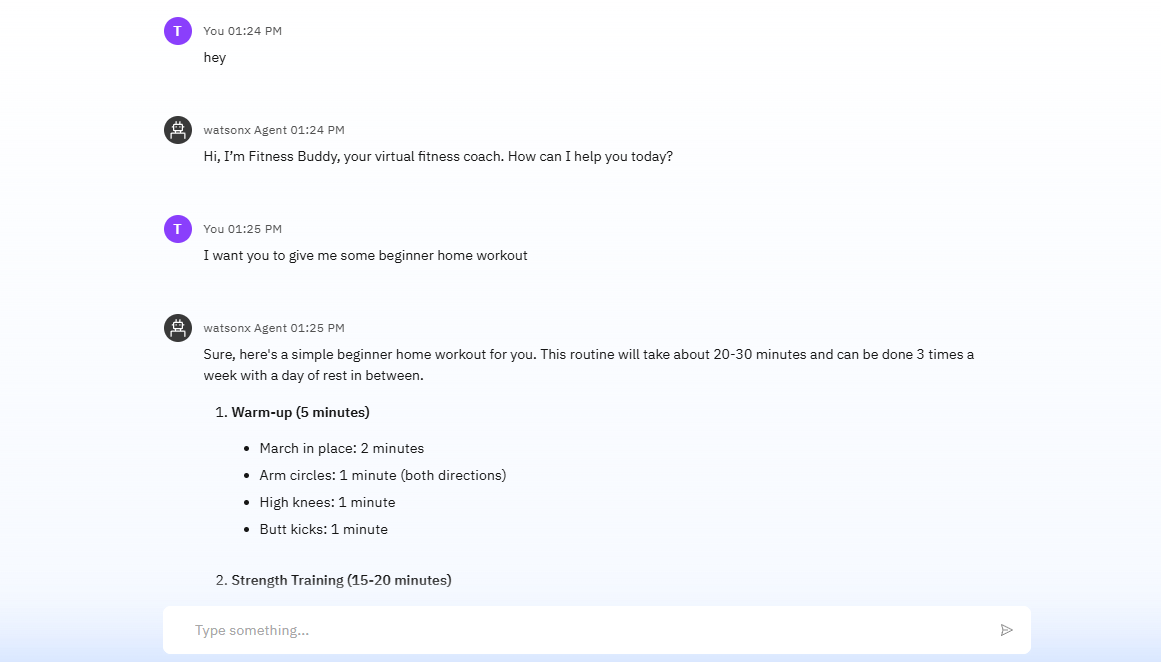 T
You 01:24 PM
hey
watsonx Agent 01:24 PM
Hi, I’m Fitness Buddy, your virtual fitness coach. How can I help you today?
T
You 01:25 PM
I want you to give me some beginner home workout
watsonx Agent 01:25 PM
Sure, here's a simple beginner home workout for you. This routine will take about 20-30 minutes and can be done 3 times a
week with a day of rest in between.
1. Warm-up (5 minutes)
• March in place: 2 minutes
• Arm circles: 1 minute (both directions)
• High knees: 1 minute
• Butt kicks: 1 minute
2. Strength Training (15-20 minutes)
Type something...